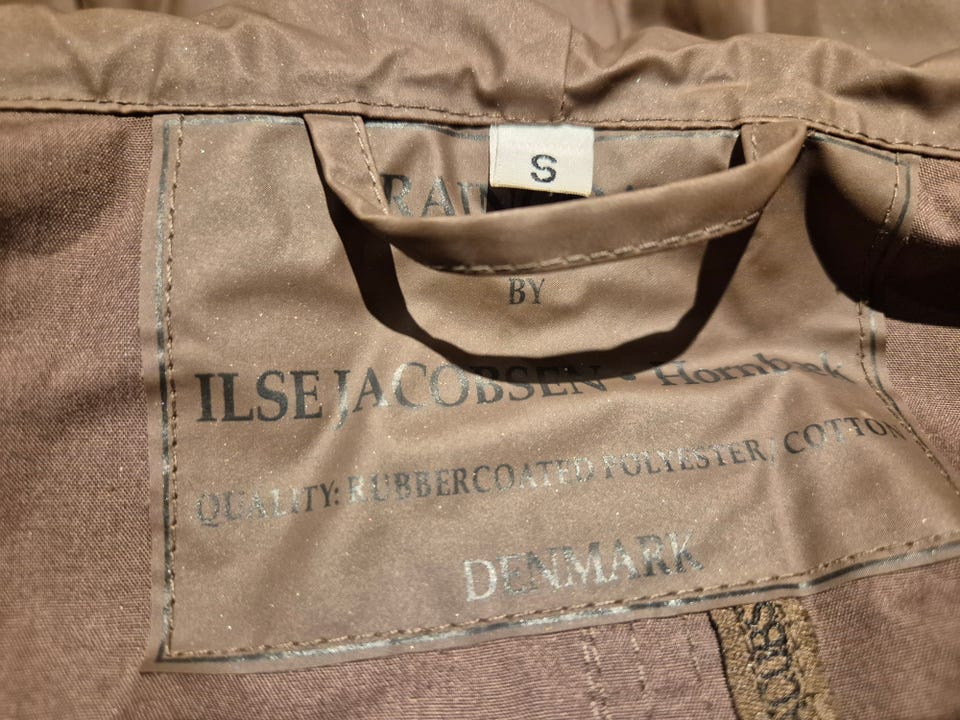 S
BY
ILSE JACOBSEN • Hornbæk
QUALITY: RUBBERCOATED POLYESTER/COTTON
DENMARK